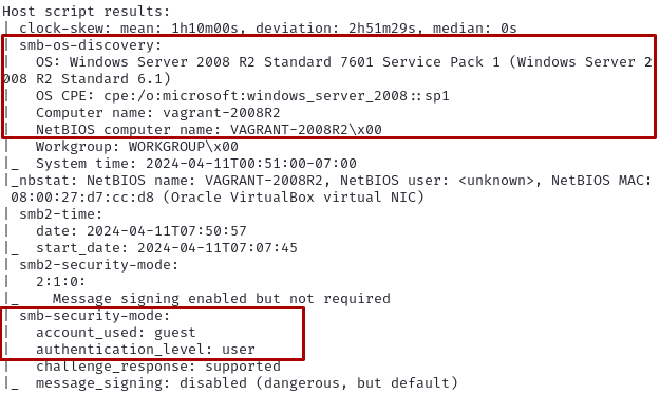 Host script results:
|  clock-skew: mean: 1h10m00s, deviation: 2h51m29s, median: 0s
| smb-os-discovery:
|   OS: Windows Server 2008 R2 Standard 7601 Service Pack 1 (Windows Server 2
008 R2 Standard 6.1)
|   OS CPE: cpe:/o:microsoft:windows_server_2008::sp1
|   Computer name: vagrant-2008R2
|   NetBIOS computer name: VAGRANT-2008R2\x00
|   Workgroup: WORKGROUP\x00
|_  System time: 2024-04-11T00:51:00-07:00
|_nbstat: NetBIOS name: VAGRANT-2008R2, NetBIOS user: <unknown>, NetBIOS MAC:
 08:00:27:d7:cc:d8 (Oracle VirtualBox virtual NIC)
| smb2-time:
|   date: 2024-04-11T07:50:57
|_  start_date: 2024-04-11T07:07:45
| smb2-security-mode:
|   2:1:0:
|_    Message signing enabled but not required
| smb-security-mode:
|   account_used: guest
|   authentication_level: user
|   challenge_response: supported
|_  message_signing: disabled (dangerous, but default)